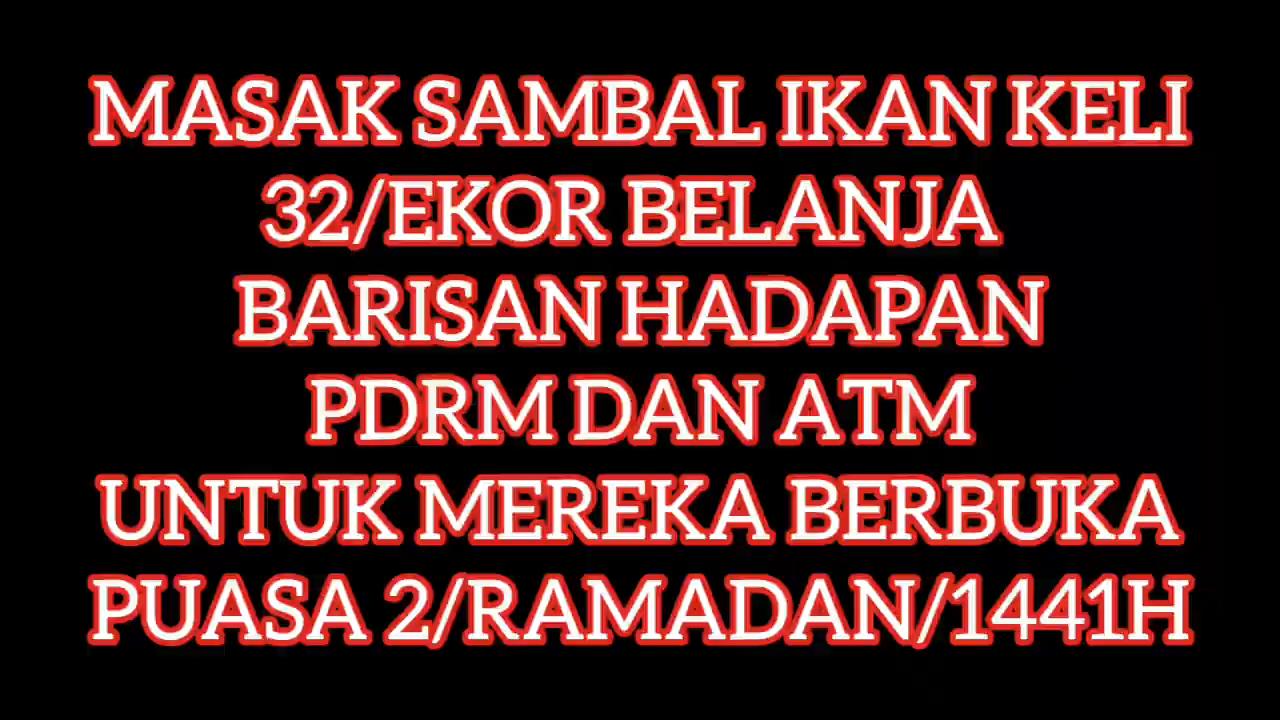 MASAK SAMBAL IKAN KELI
32/EKOR BELANJA
BARISAN HADAPAN
PDRM DAN ATM
UNTUK MEREKA BERBUKA
PUASA 2/RAMADAN/1441H